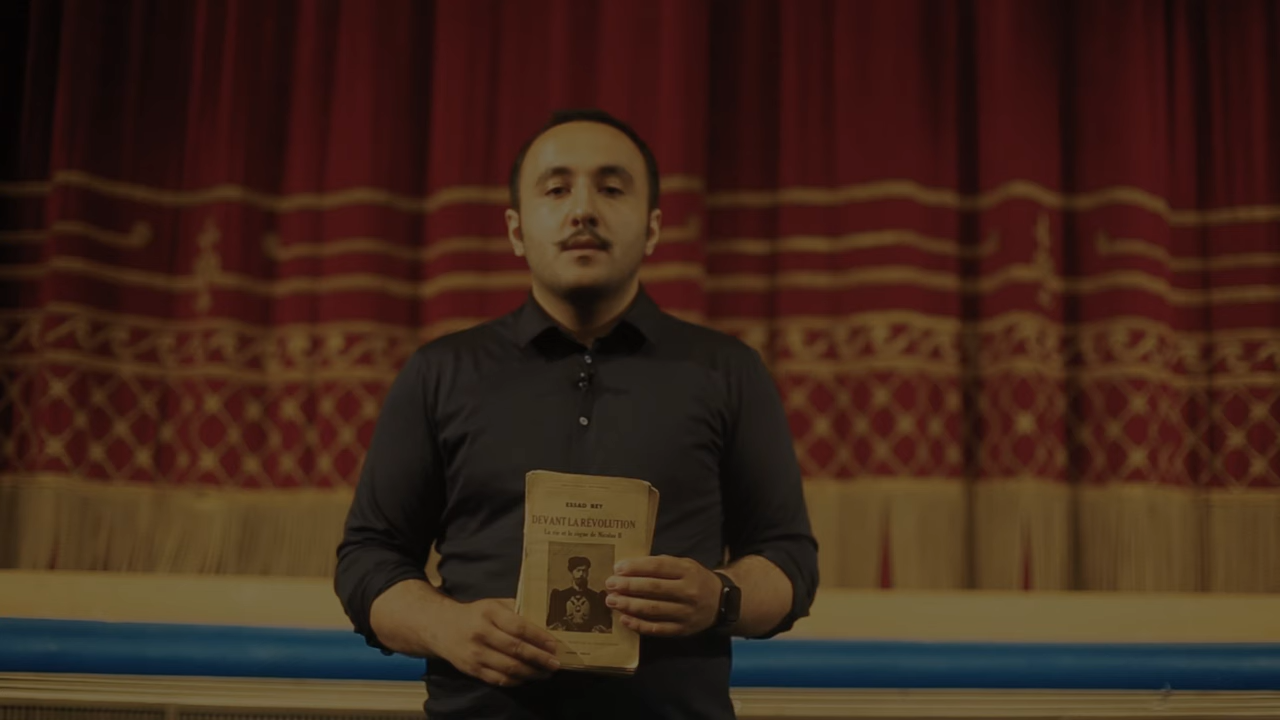 ESSAD BEY
DEVANT LA RÉVOLUTION
La vie et le règne de Nicolas II